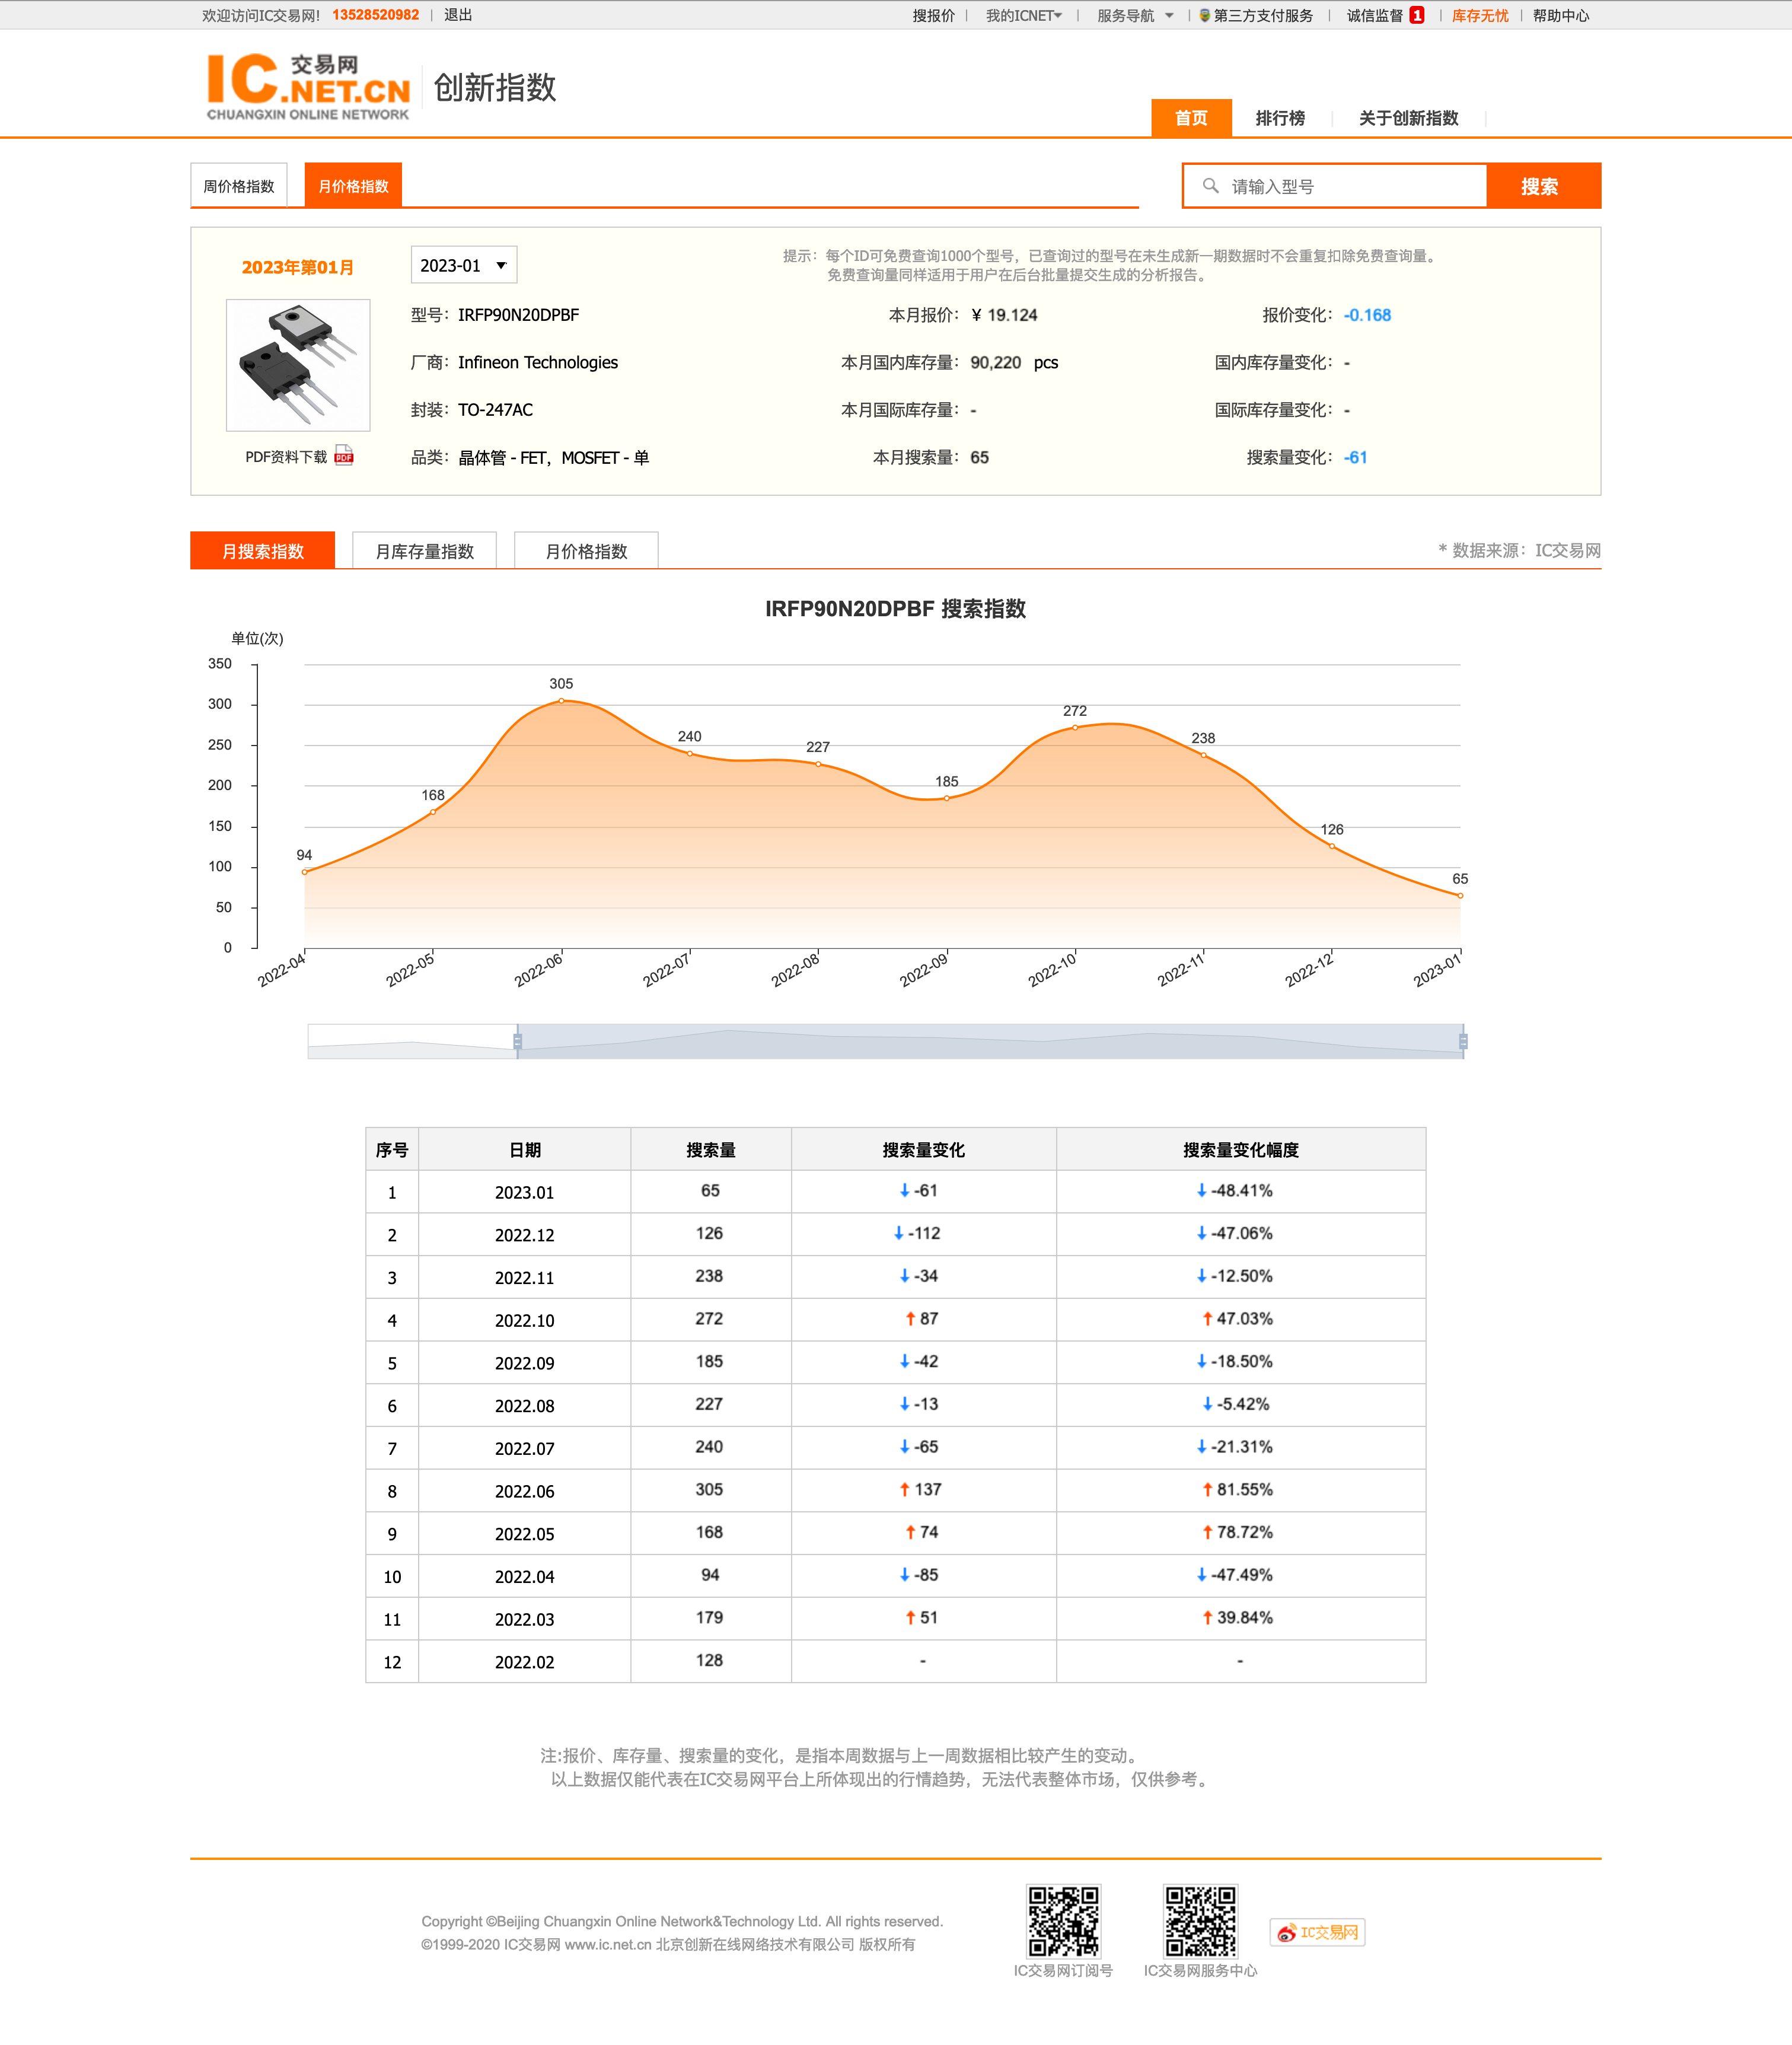 欢迎访问IC交易网! 13528520982 | 退出 搜报价 | 我的ICNET | 服务导航 | 第三方支付服务 | 诚信监督 1 | 库存无忧 | 帮助中心
IC交易网.NET.CN 创新指数
CHUANGXIN ONLINE NETWORK
首页 排行榜 关于创新指数
周价格指数 月价格指数 请输入型号 搜索
2023年第01月 2023-01 提示：每个ID可免费查询1000个型号，已查询过的型号在未生成新一期数据时不会重复扣除免费查询量。
免费查询量同样适用于用户在后台批量提交生成的分析报告。
型号：IRFP90N20DPBF 本月报价：¥ 19.124 报价变化：-0.168
厂商：Infineon Technologies 本月国内库存量：90,220 pcs 国内库存量变化：-
封装：TO-247AC 本月国际库存量：- 国际库存量变化：-
PDF资料下载 PDF 品类：晶体管 - FET，MOSFET - 单 本月搜索量：65 搜索量变化：-61
月搜索指数 月库存量指数 月价格指数 * 数据来源：IC交易网
IRFP90N20DPBF 搜索指数
单位(次)
350
300
250
200
150
100
50
0
94 168 305 240 227 185 272 238 126 65
2022-04 2022-05 2022-06 2022-07 2022-08 2022-09 2022-10 2022-11 2022-12 2023-01
序号 日期 搜索量 搜索量变化 搜索量变化幅度
1 2023.01 65 ↓-61 ↓-48.41%
2 2022.12 126 ↓-112 ↓-47.06%
3 2022.11 238 ↓-34 ↓-12.50%
4 2022.10 272 ↑87 ↑47.03%
5 2022.09 185 ↓-42 ↓-18.50%
6 2022.08 227 ↓-13 ↓-5.42%
7 2022.07 240 ↓-65 ↓-21.31%
8 2022.06 305 ↑137 ↑81.55%
9 2022.05 168 ↑74 ↑78.72%
10 2022.04 94 ↓-85 ↓-47.49%
11 2022.03 179 ↑51 ↑39.84%
12 2022.02 128 - -
注:报价、库存量、搜索量的变化，是指本周数据与上一周数据相比较产生的变动。
以上数据仅能代表在IC交易网平台上所体现出的行情趋势，无法代表整体市场，仅供参考。
Copyright ©Beijing Chuangxin Online Network&Technology Ltd. All rights reserved.
©1999-2020 IC交易网 www.ic.net.cn 北京创新在线网络技术有限公司 版权所有
IC交易网订阅号 IC交易网服务中心 IC交易网